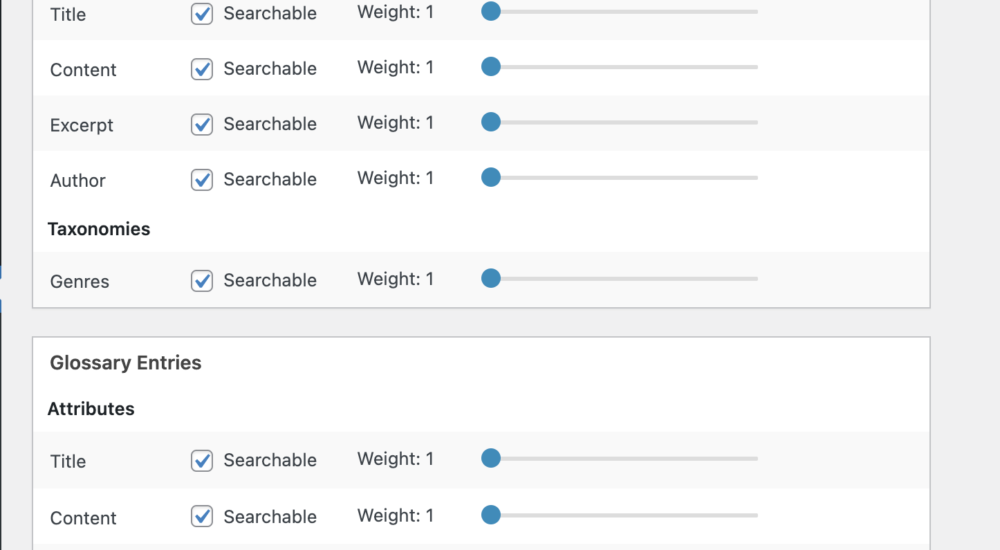 Title Searchable Weight: 1
Content Searchable Weight: 1
Excerpt Searchable Weight: 1
Author Searchable Weight: 1
Taxonomies
Genres Searchable Weight: 1
Glossary Entries
Attributes
Title Searchable Weight: 1
Content Searchable Weight: 1